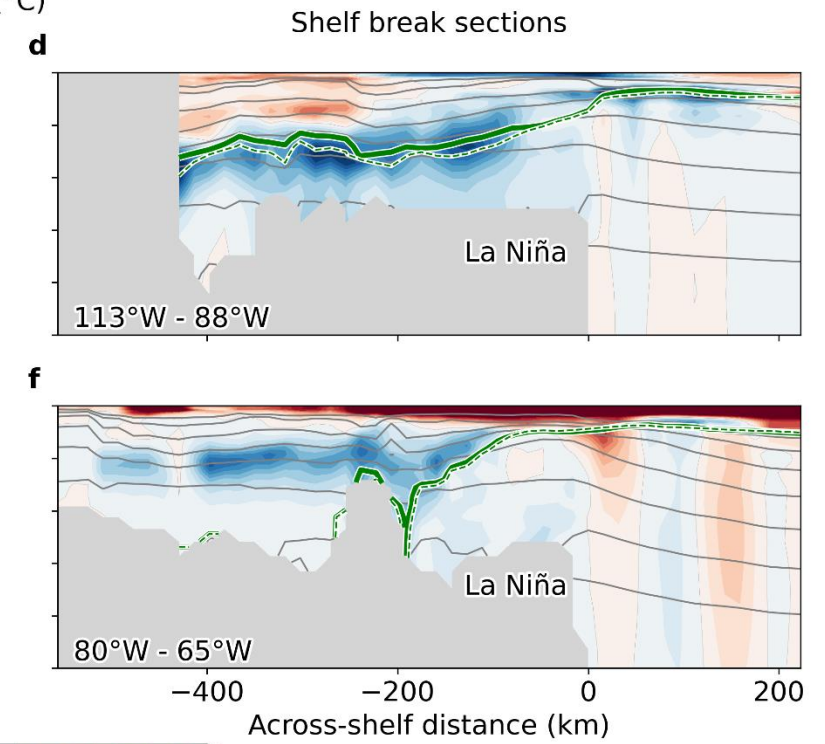 °C)
Shelf break sections
d
La Niña
113°W - 88°W
f
La Niña
80°W - 65°W
−400 −200 0 200
Across-shelf distance (km)